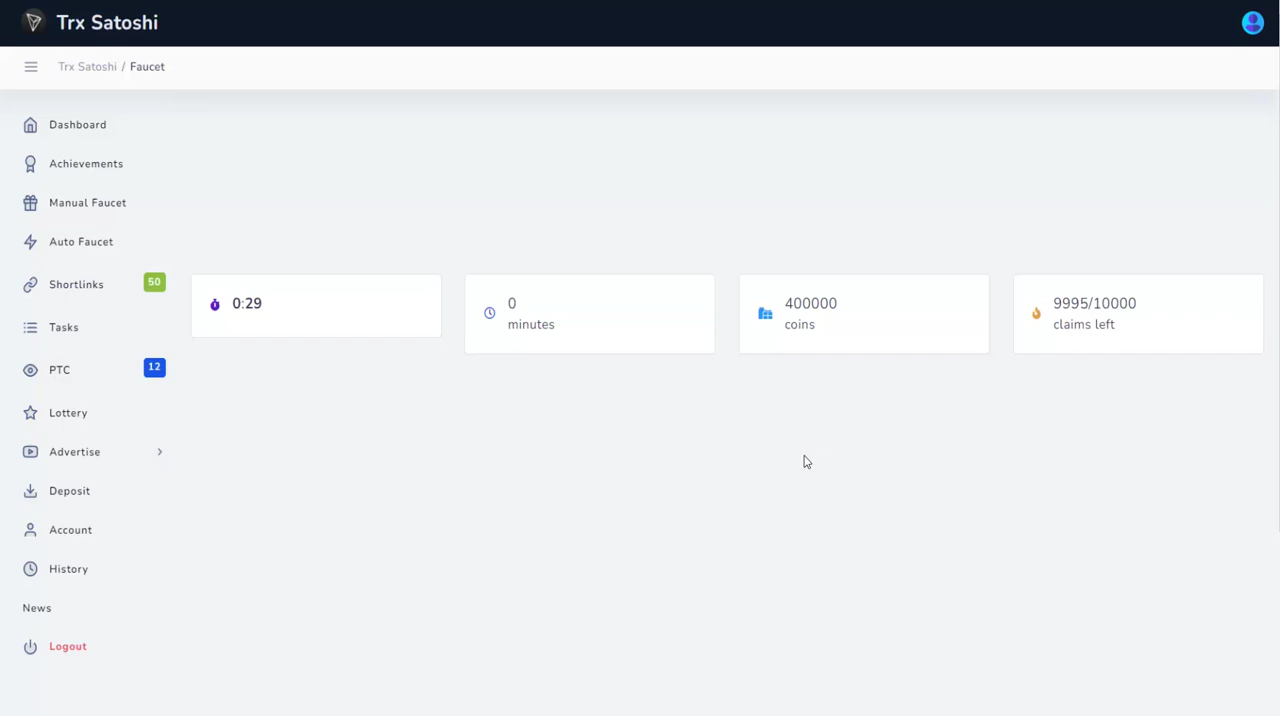 Trx Satoshi
Trx Satoshi / Faucet
Dashboard
Achievements
Manual Faucet
Auto Faucet
Shortlinks 50
Tasks
PTC 12
Lottery
Advertise
Deposit
Account
History
News
Logout
0:29
0
minutes
400000
coins
9995/10000
claims left